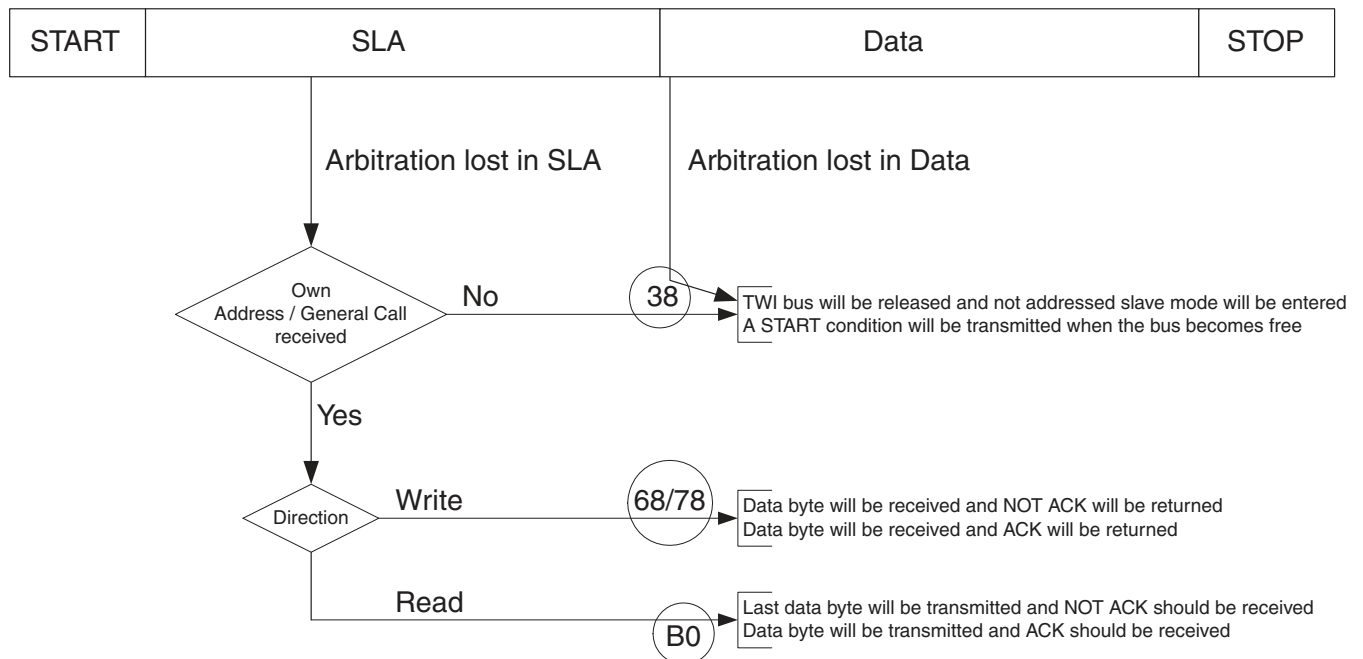 START SLA Data STOP
Arbitration lost in SLA Arbitration lost in Data
Own
Address / General Call
received
No
38
TWI bus will be released and not addressed slave mode will be entered
A START condition will be transmitted when the bus becomes free
Yes
Direction
Write
68/78
Data byte will be received and NOT ACK will be returned
Data byte will be received and ACK will be returned
Read
B0
Last data byte will be transmitted and NOT ACK should be received
Data byte will be transmitted and ACK should be received